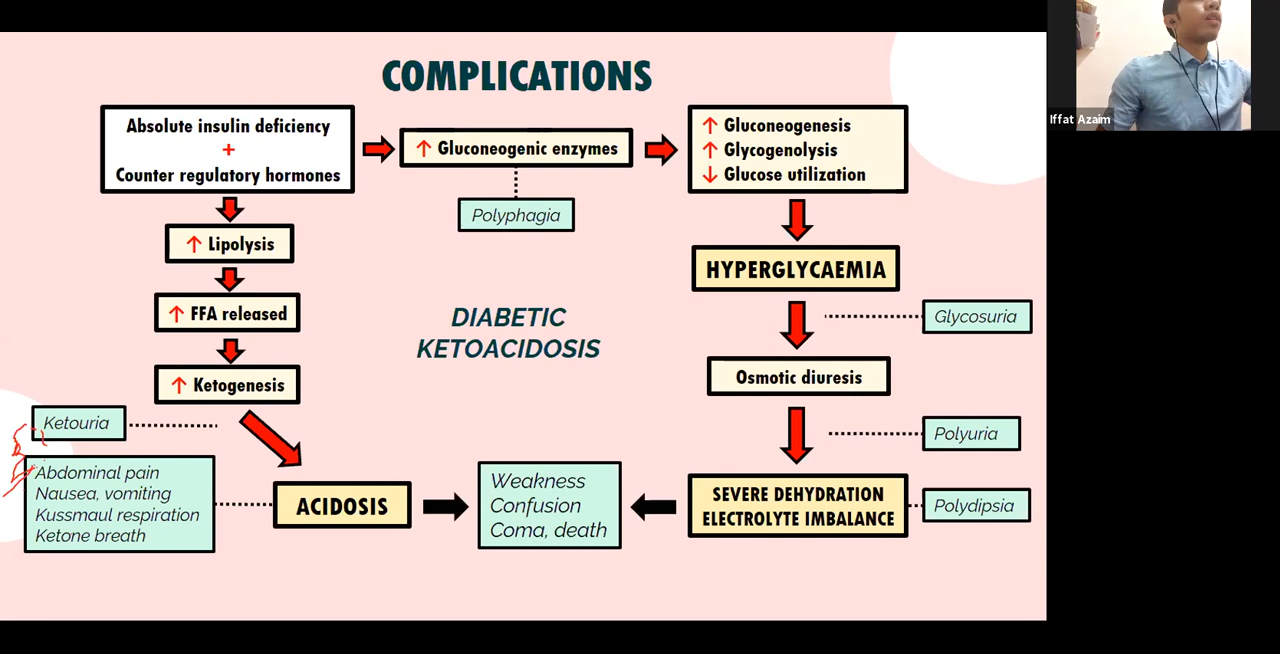 COMPLICATIONS
Iffat Azaim
Absolute insulin deficiency
+
Counter regulatory hormones
↑ Gluconeogenic enzymes
↑ Gluconeogenesis
↑ Glycogenolysis
↓ Glucose utilization
Polyphagia
↑ Lipolysis
HYPERGLYCAEMIA
↑ FFA released
DIABETIC
KETOACIDOSIS
Glycosuria
↑ Ketogenesis
Osmotic diuresis
Ketouria
Polyuria
Abdominal pain
Nausea, vomiting
Kussmaul respiration
Ketone breath
ACIDOSIS
Weakness
Confusion
Coma, death
SEVERE DEHYDRATION
ELECTROLYTE IMBALANCE
Polydipsia